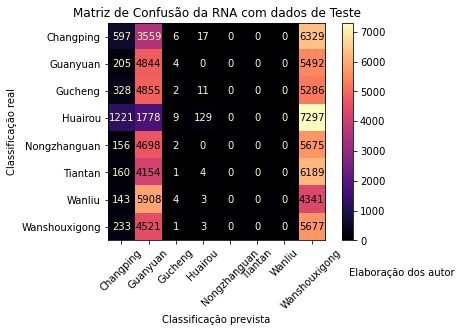 Matriz de Confusão da RNA com dados de Teste
Classificação real
Changping 597 3559 6 17 0 0 0 6329
Guanyuan 205 4844 4 0 0 0 0 5492
Gucheng 328 4855 2 11 0 0 0 5286
Huairou 1221 1778 9 129 0 0 0 7297
Nongzhanguan 156 4698 2 0 0 0 0 5675
Tiantan 160 4154 1 4 0 0 0 6189
Wanliu 143 5908 4 3 0 0 0 4341
Wanshouxigong 233 4521 1 3 0 0 0 5677
Changping Guanyuan Gucheng Huairou Nongzhanguan Tiantan Wanliu Wanshouxigong
Classificação prevista
7000
6000
5000
4000
3000
2000
1000
0
Elaboração dos autor